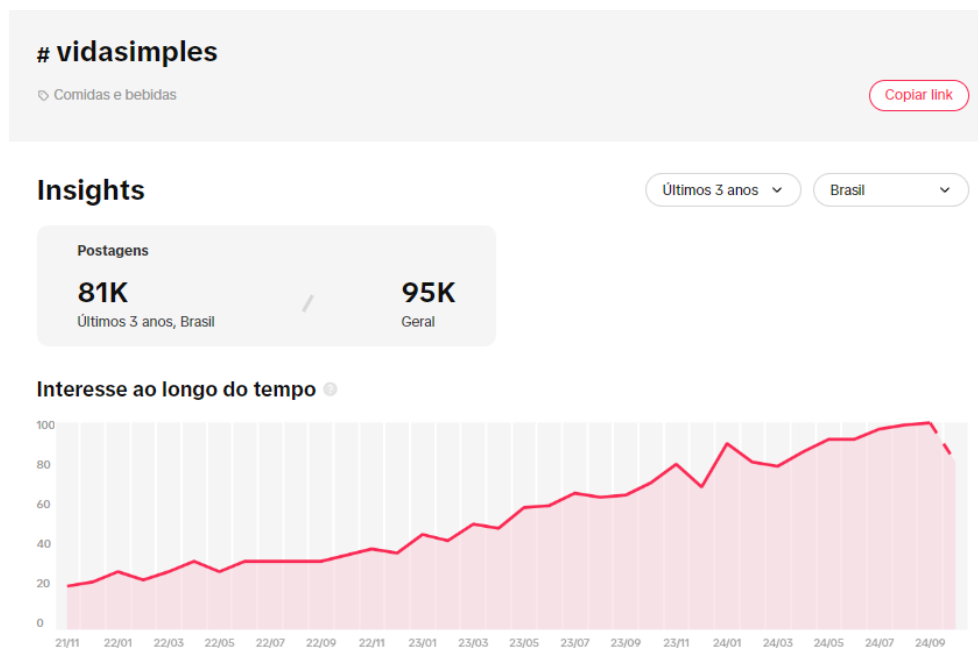 # vidasimples
Comidas e bebidas
Copiar link
Insights
Últimos 3 anos
Brasil
Postagens
81K
/
95K
Últimos 3 anos, Brasil
Geral
Interesse ao longo do tempo ?
100
80
60
40
20
0
21/11 22/01 22/03 22/05 22/07 22/09 22/11 23/01 23/03 23/05 23/07 23/09 23/11 24/01 24/03 24/05 24/07 24/09